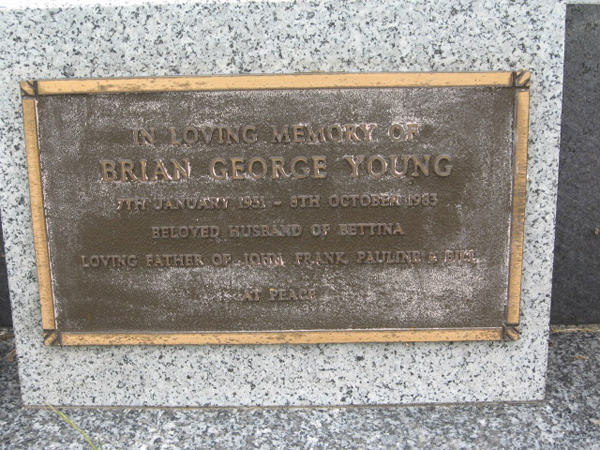 IN LOVING MEMORY OF
BRIAN GEORGE YOUNG
7TH JANUARY 1931 - 8TH OCTOBER 1983
BELOVED HUSBAND OF BETTINA
LOVING FATHER OF JOHN, FRANK, PAULINE & BILL
AT PEACE